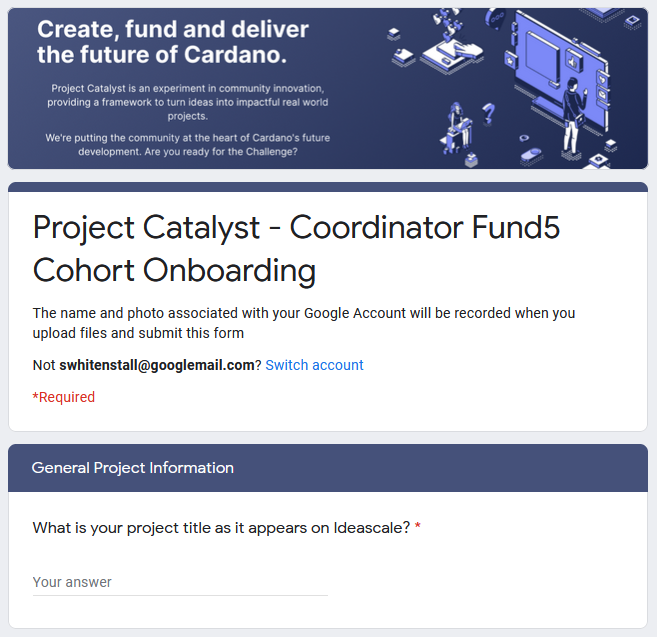 Create, fund and deliver
the future of Cardano.
Project Catalyst is an experiment in community innovation,
providing a framework to turn ideas into impactful real world
projects.
We're putting the community at the heart of Cardano's future
development. Are you ready for the Challenge?
Project Catalyst - Coordinator Fund5
Cohort Onboarding
The name and photo associated with your Google Account will be recorded when you
upload files and submit this form
Not swhitenstall@googlemail.com? Switch account
*Required
General Project Information
What is your project title as it appears on Ideascale? *
Your answer